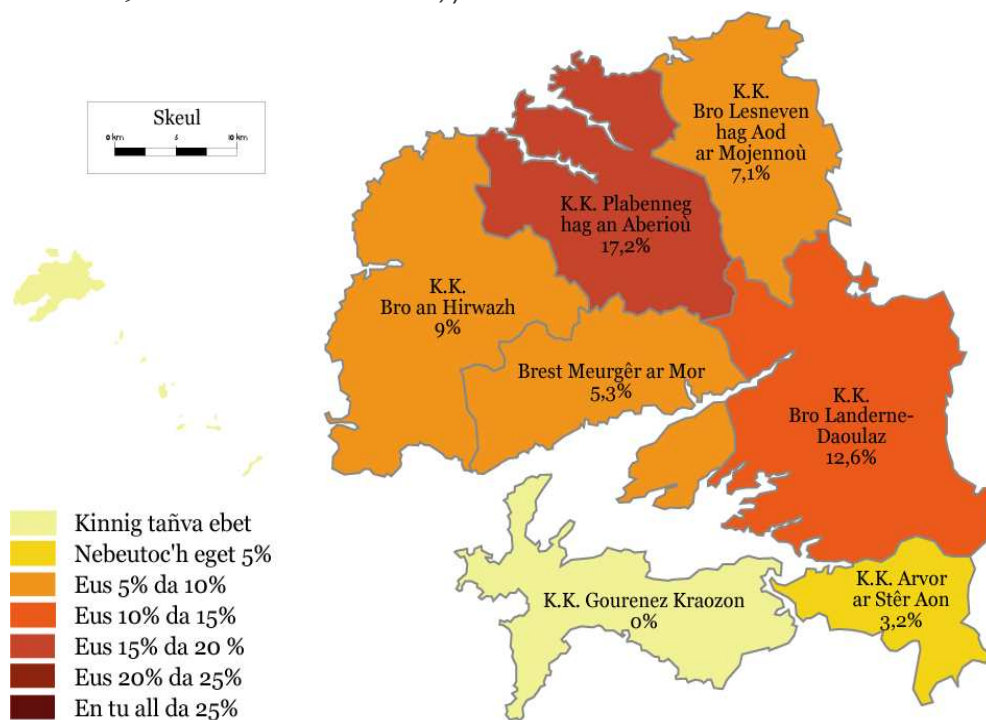 Skeul
0 km 5 10 km
K.K.
Bro Lesneven
hag Aod
ar Mojennoù
7,1%
K.K. Plabenneg
hag an Aberioù
17,2%
K.K.
Bro an Hirwazh
9%
Brest Meurgêr ar Mor
5,3%
K.K.
Bro Landerne-
Daoulaz
12,6%
K.K. Gourenez Kraozon
0%
K.K. Arvor
ar Stêr Aon
3,2%
Kinnig tañva ebet
Nebeutoc'h eget 5%
Eus 5% da 10%
Eus 10% da 15%
Eus 15% da 20 %
Eus 20% da 25%
En tu all da 25%